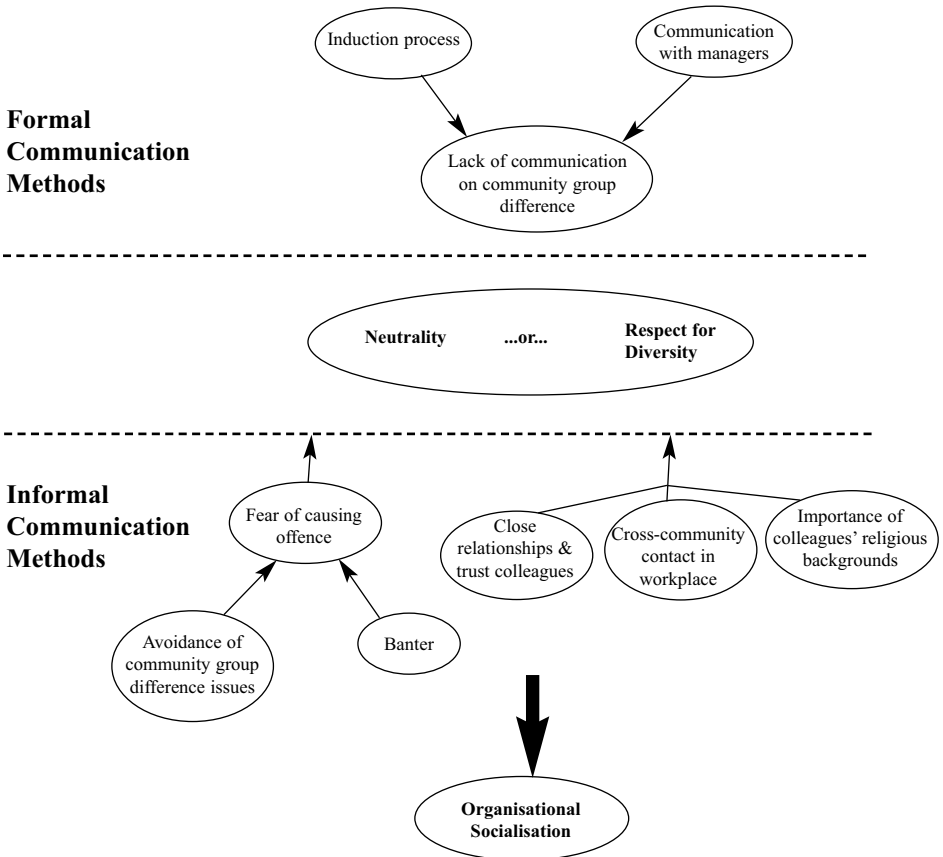 Induction process
Communication
with managers
Formal
Communication
Methods
Lack of communication
on community group
difference
Neutrality ...or... Respect for
Diversity
Informal
Communication
Methods
Fear of causing
offence
Close
relationships &
trust colleagues
Cross-community
contact in
workplace
Importance of
colleagues’ religious
backgrounds
Avoidance of
community group
difference issues
Banter
Organisational
Socialisation